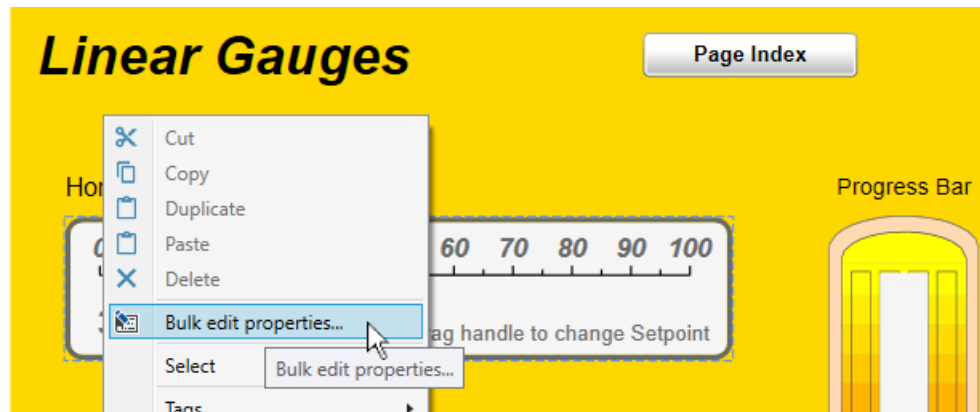 Linear Gauges
Page Index
Cut
Copy
Duplicate
Paste
Delete
Bulk edit properties...
Select
Bulk edit properties...
Tags
Hor
60 70 80 90 100
ag handle to change Setpoint
Progress Bar